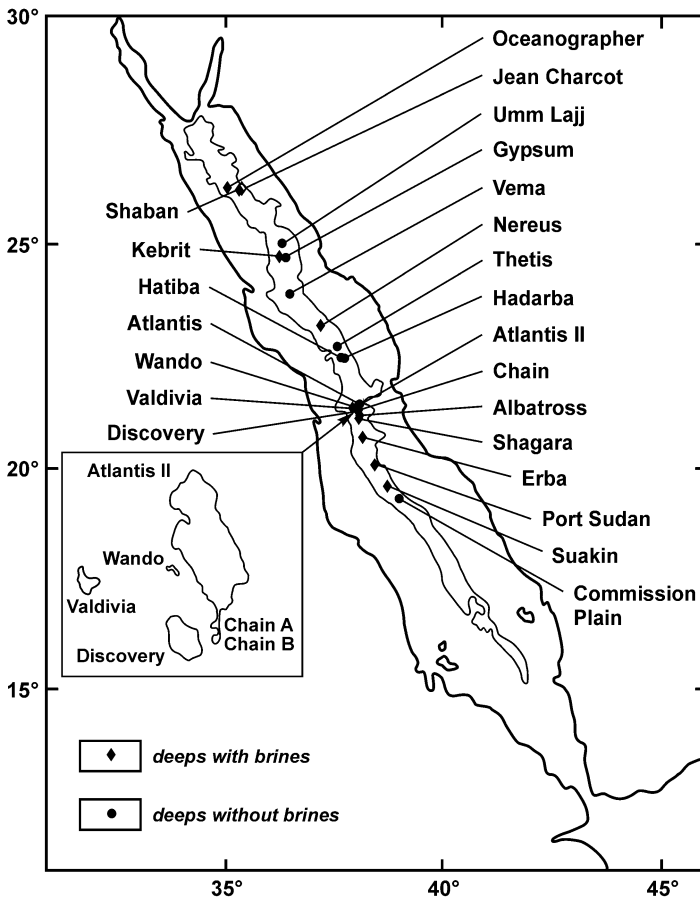 30°
25°
20°
15°
35°
40°
45°
Oceanographer
Jean Charcot
Umm Lajj
Gypsum
Vema
Nereus
Thetis
Hadarba
Atlantis II
Chain
Albatross
Shagara
Erba
Port Sudan
Suakin
Commission
Plain
Shaban
Kebrit
Hatiba
Atlantis
Wando
Valdivia
Discovery
Atlantis II
Wando
Valdivia
Chain A
Chain B
Discovery
deeps with brines
deeps without brines